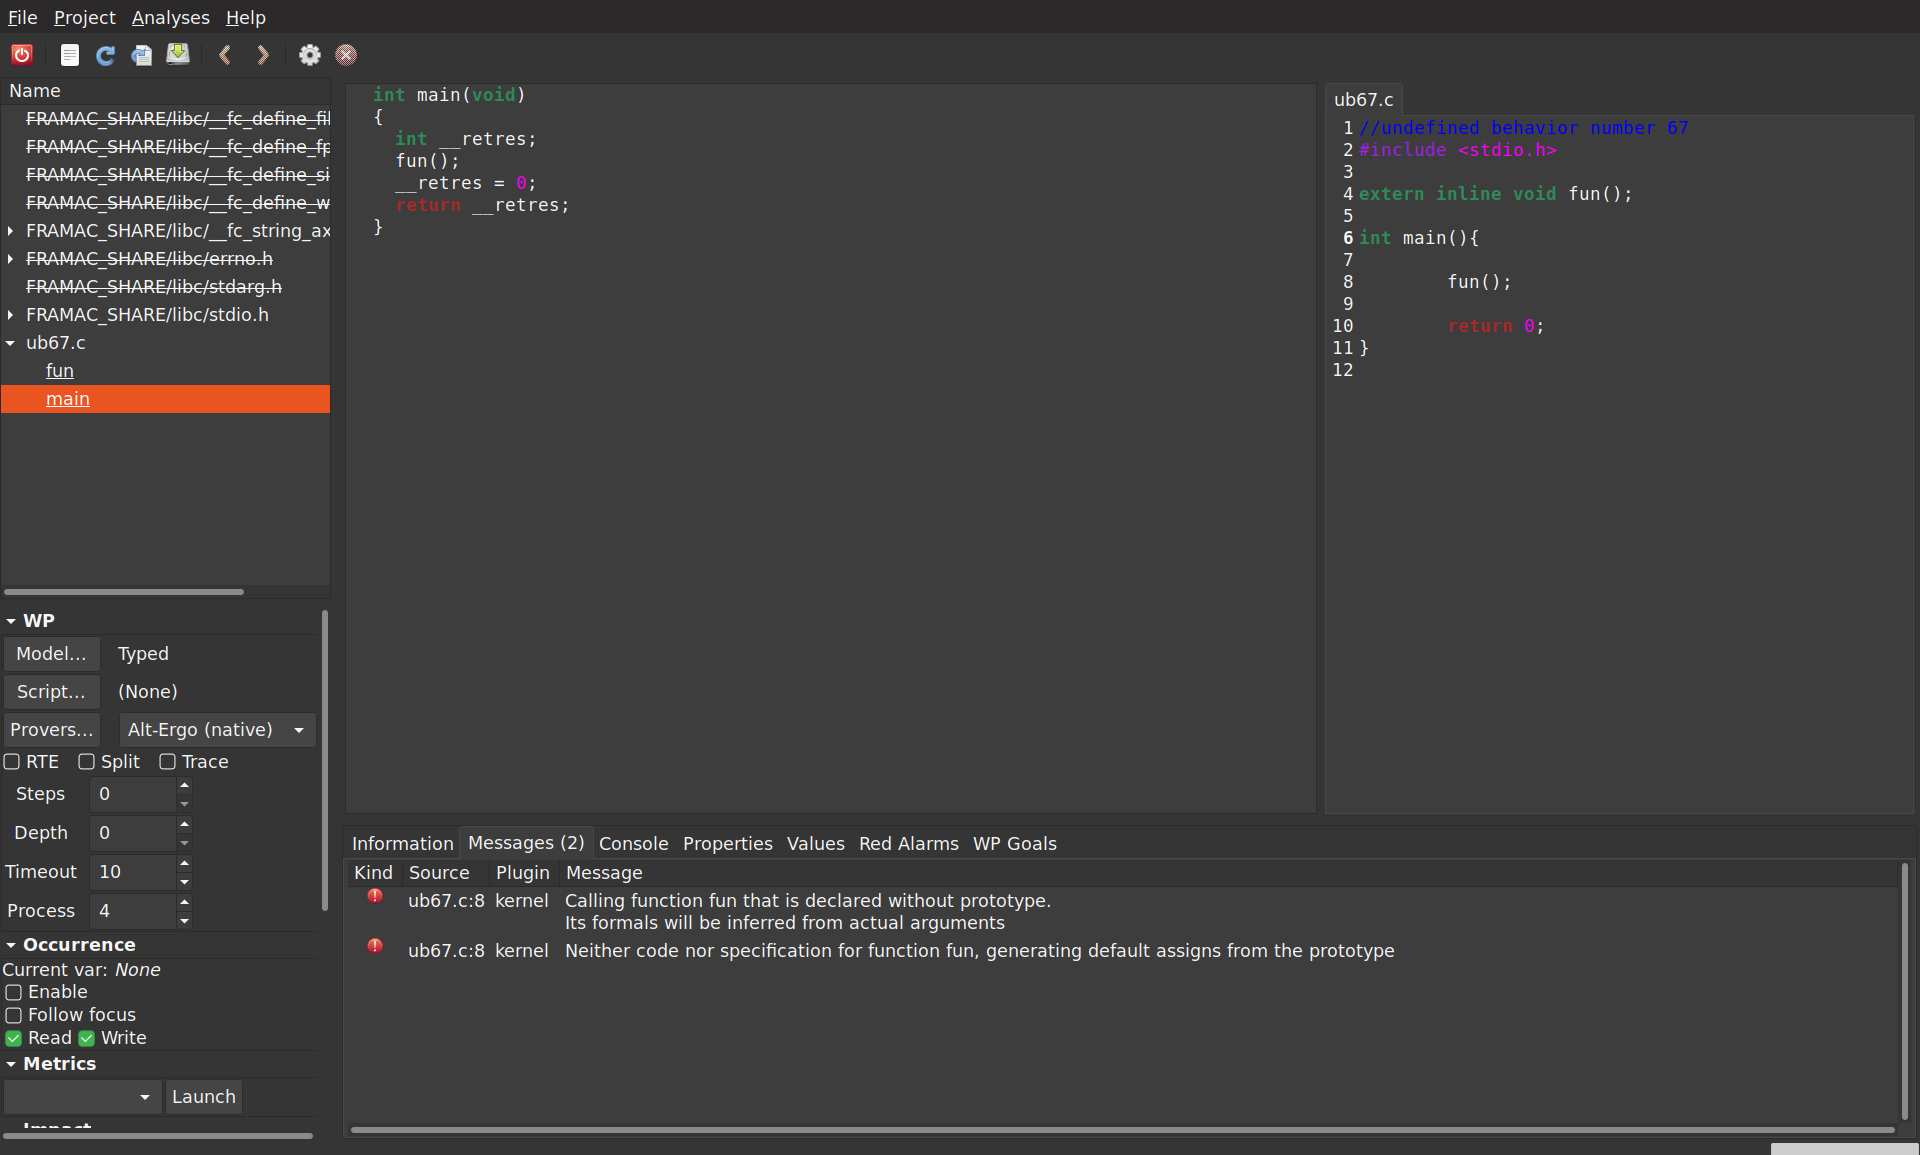 File Project Analyses Help
Name
FRAMAC_SHARE/libc/__fc_define_fil
FRAMAC_SHARE/libc/__fc_define_fp
FRAMAC_SHARE/libc/__fc_define_si
FRAMAC_SHARE/libc/__fc_define_w
FRAMAC_SHARE/libc/__fc_string_ax
FRAMAC_SHARE/libc/errno.h
FRAMAC_SHARE/libc/stdarg.h
FRAMAC_SHARE/libc/stdio.h
ub67.c
fun
main
WP
Model... Typed
Script... (None)
Provers... Alt-Ergo (native)
RTE Split Trace
Steps 0
Depth 0
Timeout 10
Process 4
Occurrence
Current var: None
Enable
Follow focus
Read Write
Metrics
Launch
Impact
int main(void)
{
int __retres;
fun();
__retres = 0;
return __retres;
}
ub67.c
1 //undefined behavior number 67
2 #include <stdio.h>
3
4 extern inline void fun();
5
6 int main(){
7
8 fun();
9
10 return 0;
11 }
12
Information Messages (2) Console Properties Values Red Alarms WP Goals
Kind Source Plugin Message
ub67.c:8 kernel Calling function fun that is declared without prototype.
Its formals will be inferred from actual arguments
ub67.c:8 kernel Neither code nor specification for function fun, generating default assigns from the prototype